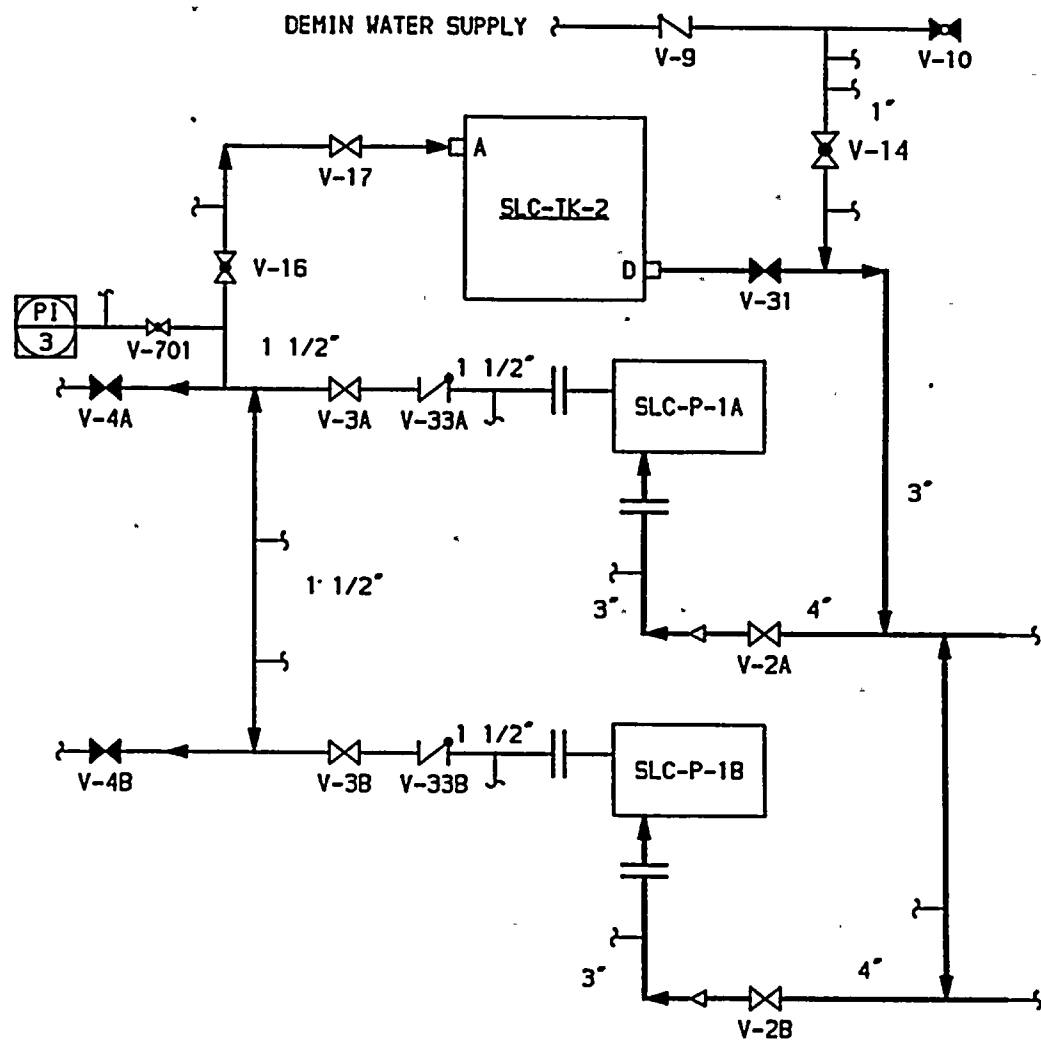 DEMIN WATER SUPPLY
V-9
V-10
1"
V-14
A
V-17
SLC-TK-2
V-16
D
V-31
PI
3
V-701
1 1/2"
1 1/2"
V-4A
V-3A
V-33A
SLC-P-1A
3"
1 1/2"
3"
4"
V-2A
1 1/2"
V-4B
V-3B
V-33B
SLC-P-1B
3"
4"
V-2B